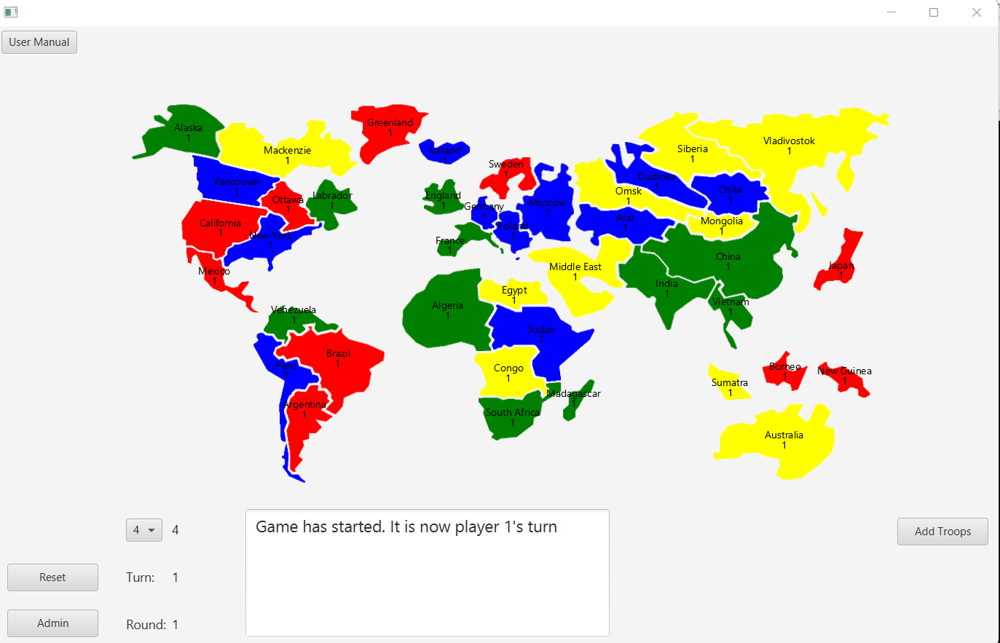 User Manual
Alaska
1
Mackenzie
1
Greenland
1
Iceland
1
Sweden
1
Siberia
1
Vladivostok
1
Vancouver
1
Ottawa
1
Labrador
1
England
1
Germany
1
Moscow
1
Dudinka
1
Omsk
1
Chita
1
California
1
New York
1
France
1
Poland
1
Aral
1
Mongolia
1
Mexico
1
Middle East
1
China
1
Japan
1
Venezuela
1
Algeria
1
Egypt
1
India
1
Vietnam
1
Peru
1
Brazil
1
Sudan
1
Congo
1
Sumatra
1
Borneo
1
New Guinea
1
Argentina
1
South Africa
1
Madagascar
1
Australia
1
4 4
Game has started. It is now player 1's turn
Add Troops
Reset
Turn: 1
Admin
Round: 1